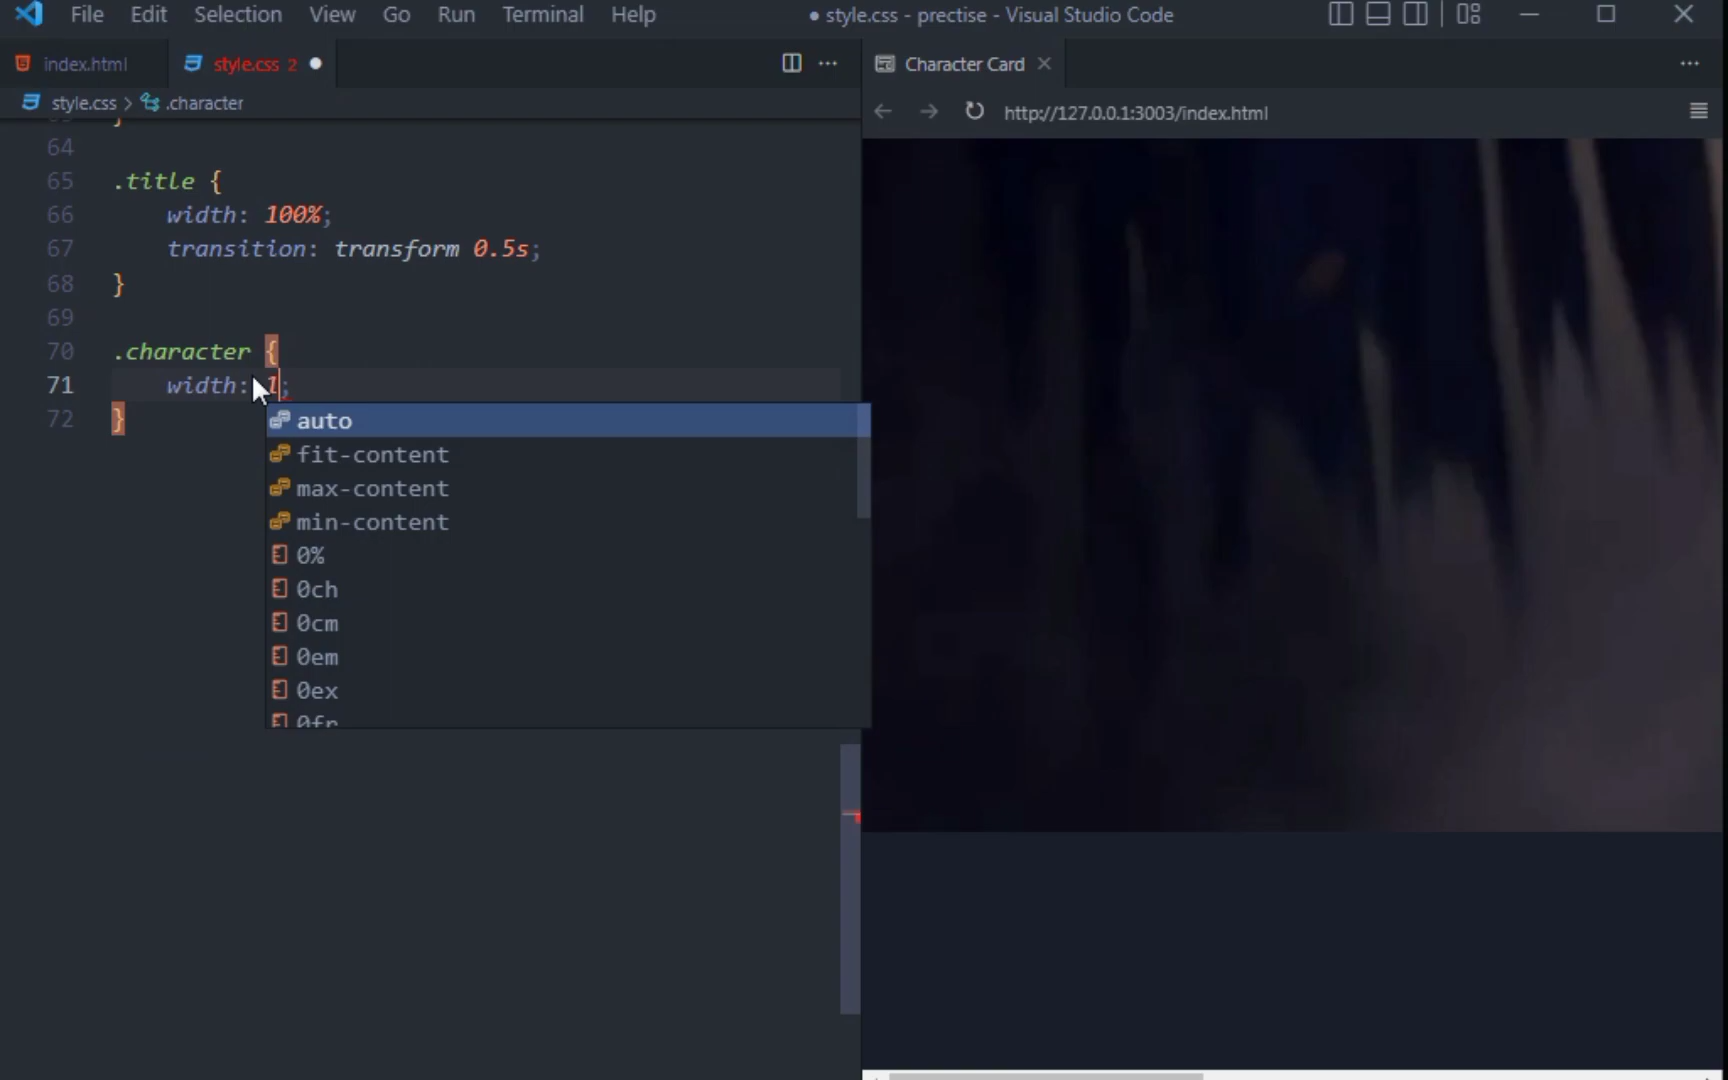 File Edit Selection View Go Run Terminal Help
● style.css - prectise - Visual Studio Code
index.html
style.css 2 ●
Character Card
style.css > .character
http://127.0.0.1:3003/index.html
64
65 .title {
66 width: 100%;
67 transition: transform 0.5s;
68 }
69
70 .character {
71 width: 1;
72 }
auto
fit-content
max-content
min-content
0%
0ch
0cm
0em
0ex
0fr